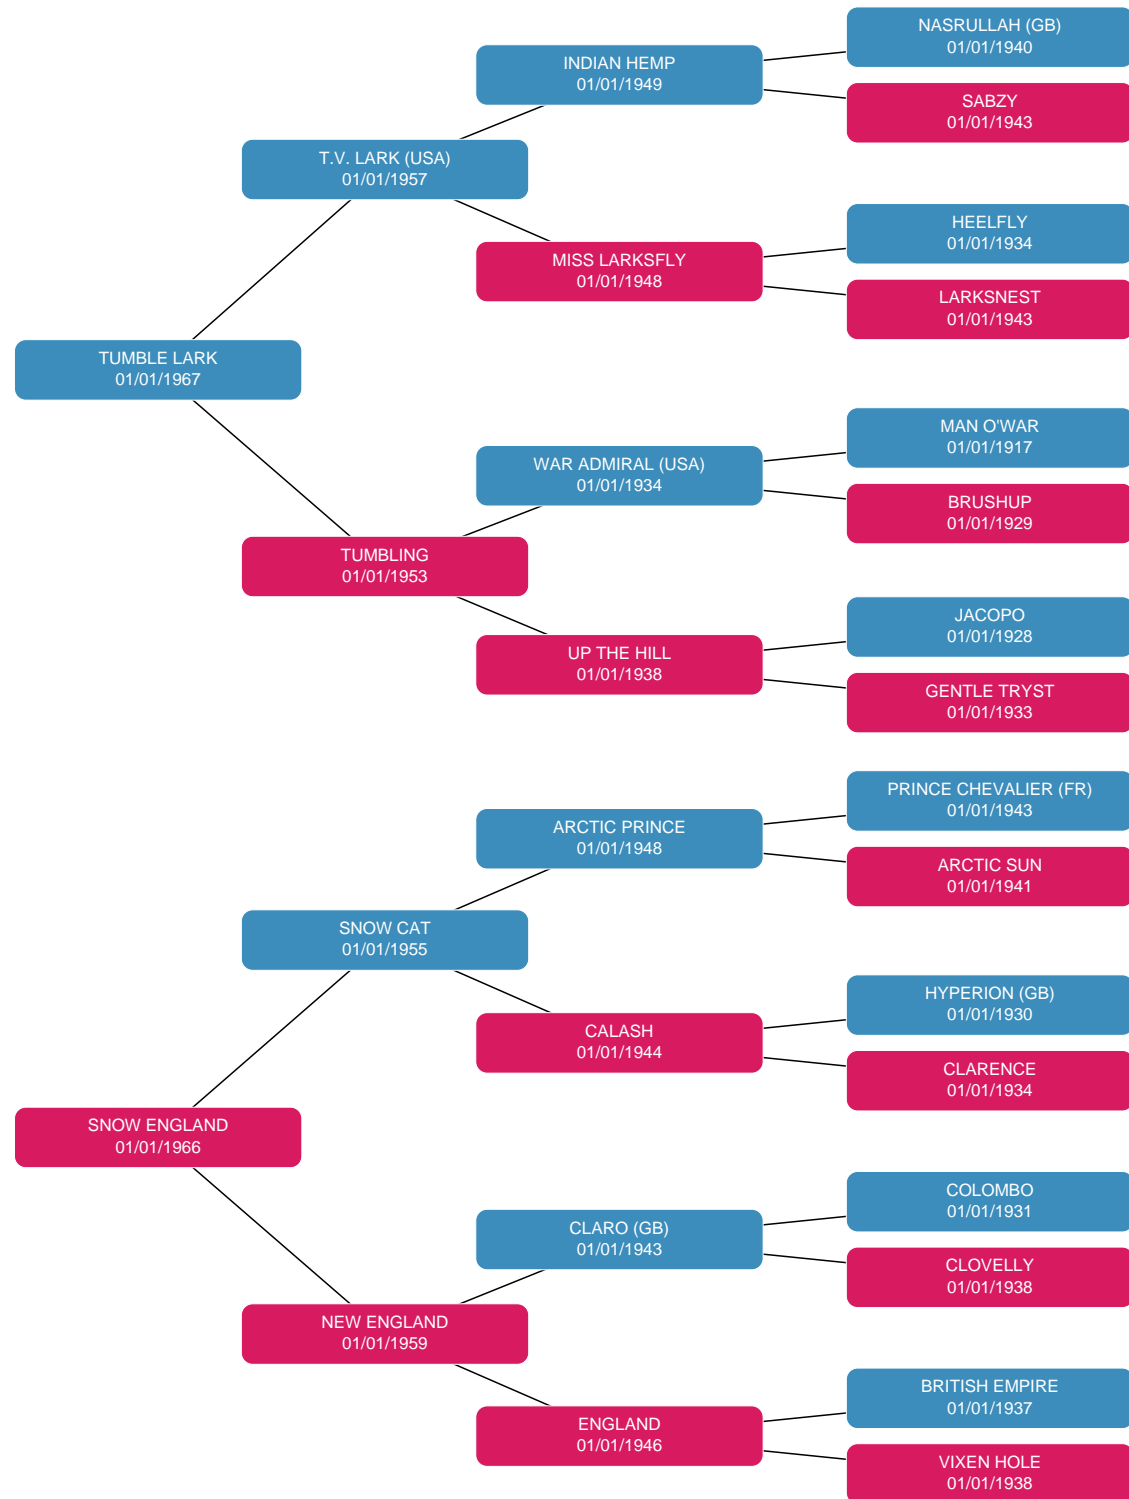 NASRULLAH (GB)
01/01/1940
INDIAN HEMP
01/01/1949
SABZY
01/01/1943
T.V. LARK (USA)
01/01/1957
HEELFLY
01/01/1934
MISS LARKSFLY
01/01/1948
LARKSNEST
01/01/1943
TUMBLE LARK
01/01/1967
MAN O'WAR
01/01/1917
WAR ADMIRAL (USA)
01/01/1934
BRUSHUP
01/01/1929
TUMBLING
01/01/1953
JACOPO
01/01/1928
UP THE HILL
01/01/1938
GENTLE TRYST
01/01/1933
PRINCE CHEVALIER (FR)
01/01/1943
ARCTIC PRINCE
01/01/1948
ARCTIC SUN
01/01/1941
SNOW CAT
01/01/1955
HYPERION (GB)
01/01/1930
CALASH
01/01/1944
CLARENCE
01/01/1934
SNOW ENGLAND
01/01/1966
COLOMBO
01/01/1931
CLARO (GB)
01/01/1943
CLOVELLY
01/01/1938
NEW ENGLAND
01/01/1959
BRITISH EMPIRE
01/01/1937
ENGLAND
01/01/1946
VIXEN HOLE
01/01/1938